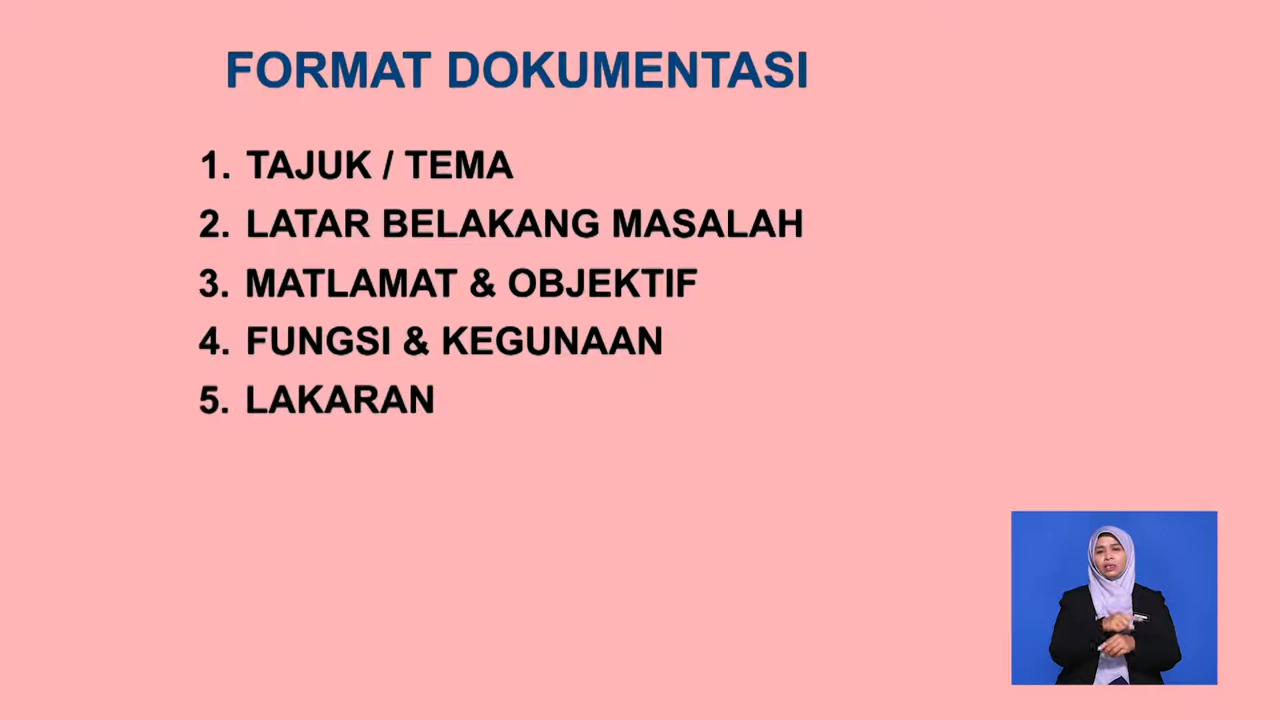 FORMAT DOKUMENTASI
1. TAJUK / TEMA
2. LATAR BELAKANG MASALAH
3. MATLAMAT & OBJEKTIF
4. FUNGSI & KEGUNAAN
5. LAKARAN